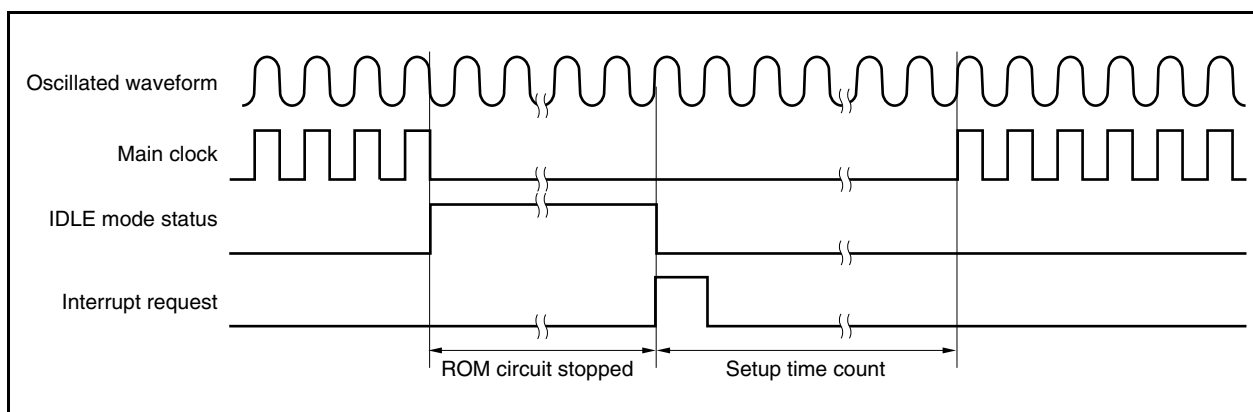 Oscillated waveform
Main clock
IDLE mode status
Interrupt request
ROM circuit stopped
Setup time count